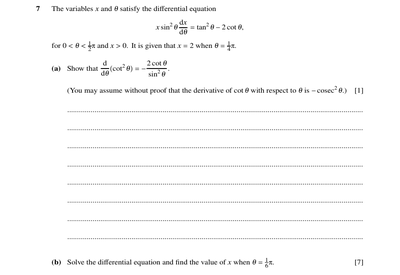 7 The variables x and θ satisfy the differential equation
x sin² θ dx/dθ = tan² θ − 2 cot θ,
for 0 < θ < ½π and x > 0. It is given that x = 2 when θ = ¼π.
(a) Show that d/dθ (cot² θ) = − 2 cot θ / sin² θ.
(You may assume without proof that the derivative of cot θ with respect to θ is −cosec² θ.) [1]
(b) Solve the differential equation and find the value of x when θ = ⅙π. [7]